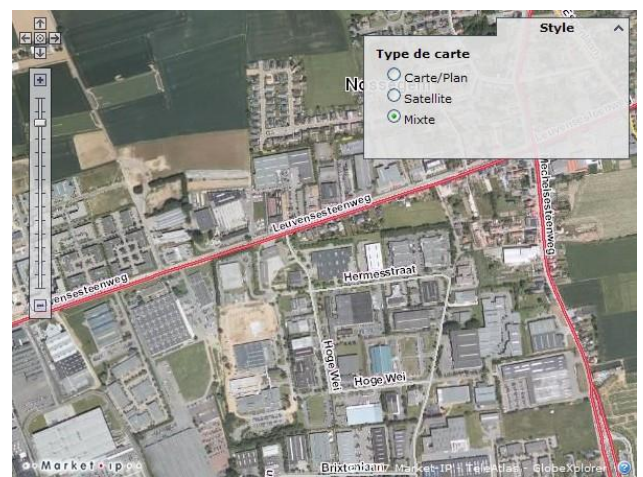 Style
Type de carte
Carte/Plan
Satellite
Mixte
Leuvensesteenweg
Mechelsesteenweg
Hermesstraat
Hoge Wei
Hoge Wei
Market-IP
Market-IP - TeleAtlas - GlobeXplorer
?